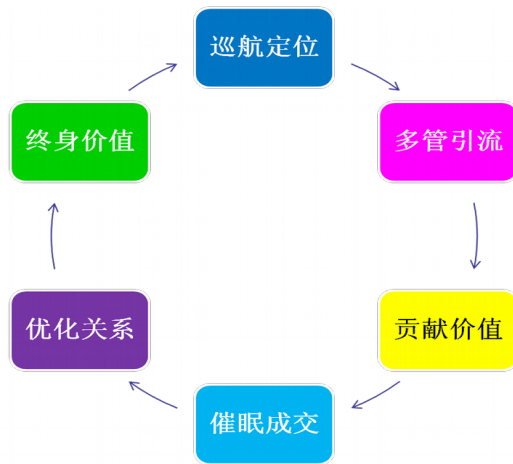 巡航定位
多管引流
贡献价值
催眠成交
优化关系
终身价值